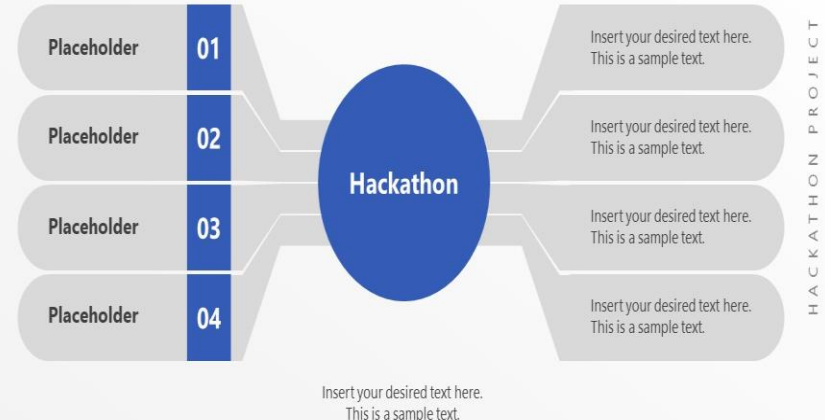 Placeholder
01
Insert your desired text here.
This is a sample text.
Placeholder
02
Insert your desired text here.
This is a sample text.
Hackathon
Placeholder
03
Insert your desired text here.
This is a sample text.
Placeholder
04
Insert your desired text here.
This is a sample text.
Insert your desired text here.
This is a sample text.
HACKATHON PROJECT